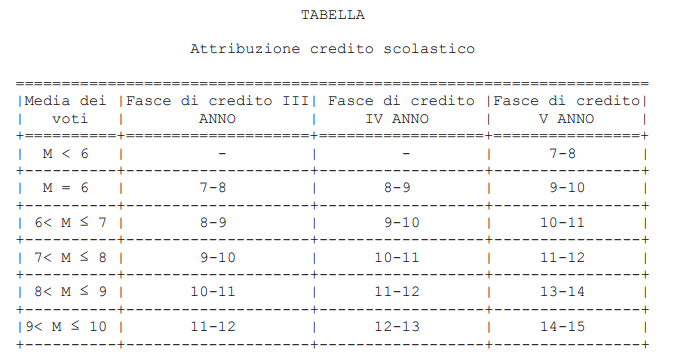 TABELLA
Attribuzione credito scolastico
=====================================================================
|Media dei |Fasce di credito III| Fasce di credito |Fasce di credito|
| voti | ANNO | IV ANNO | V ANNO |
+==========+====================+==================+================+
| M < 6 | - | - | 7-8 |
+----------+--------------------+------------------+----------------+
| M = 6 | 7-8 | 8-9 | 9-10 |
+----------+--------------------+------------------+----------------+
| 6< M ≤ 7 | 8-9 | 9-10 | 10-11 |
+----------+--------------------+------------------+----------------+
| 7< M ≤ 8 | 9-10 | 10-11 | 11-12 |
+----------+--------------------+------------------+----------------+
| 8< M ≤ 9 | 10-11 | 11-12 | 13-14 |
+----------+--------------------+------------------+----------------+
|9< M ≤ 10 | 11-12 | 12-13 | 14-15 |
+----------+--------------------+------------------+----------------+